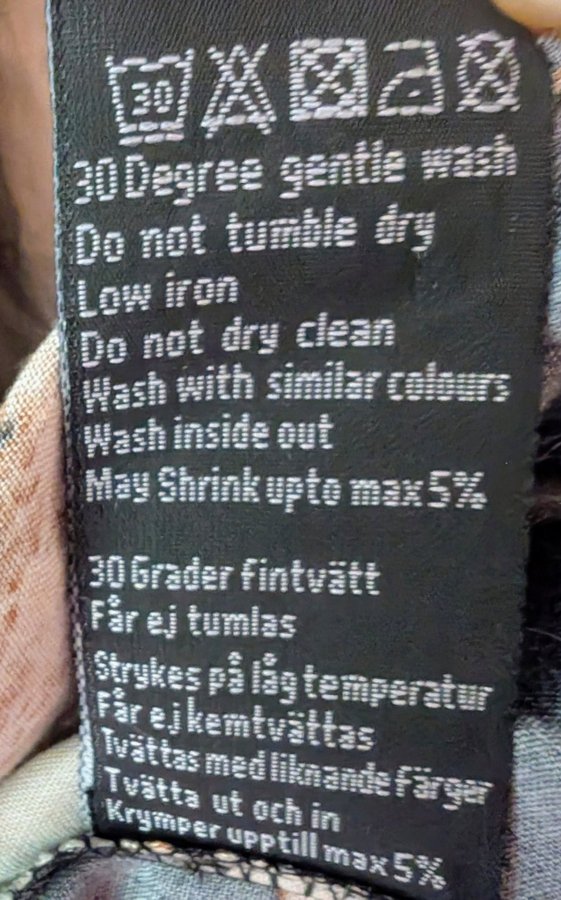 30
30 Degree gentle wash
Do not tumble dry
Low iron
Do not dry clean
Wash with similar colours
Wash inside out
May Shrink upto max 5%
30 Grader fintvätt
Får ej tumlas
Strykes på låg temperatur
Får ej kemtvättas
Tvättas med liknande Färger
Tvätta ut och in
Krymper upptill max 5%